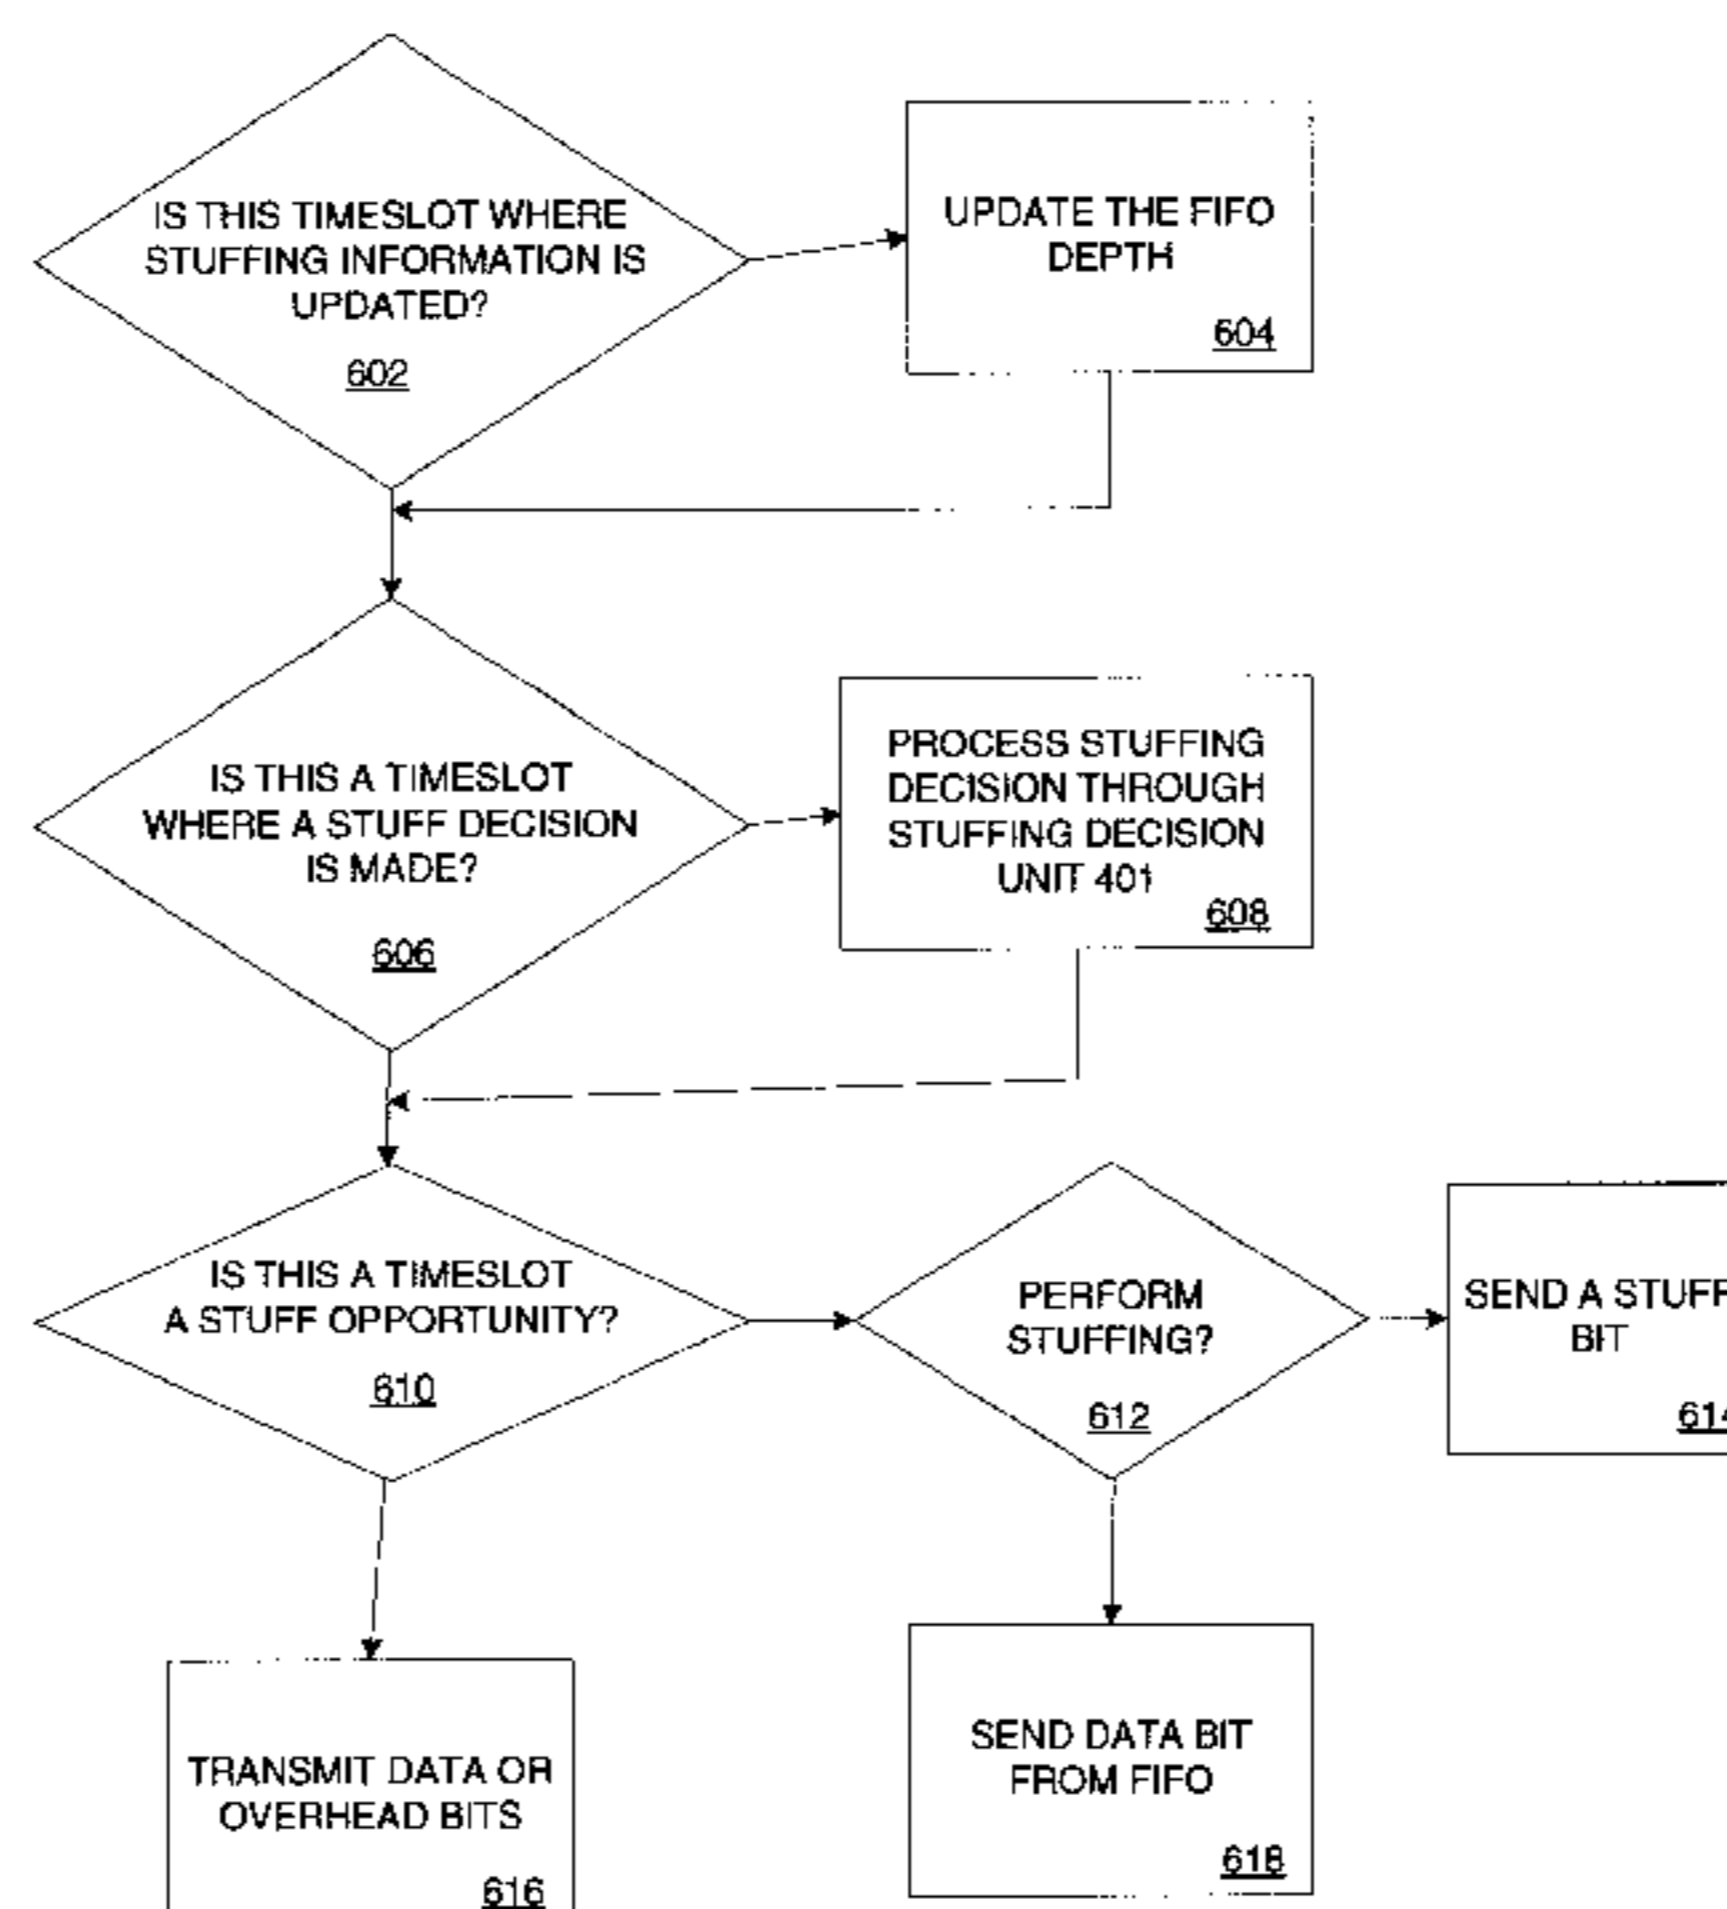 IS THIS TIMESLOT WHERE
STUFFING INFORMATION IS
UPDATED?
602
UPDATE THE FIFO
DEPTH
604
IS THIS A TIMESLOT
WHERE A STUFF DECISION
IS MADE?
606
PROCESS STUFFING
DECISION THROUGH
STUFFING DECISION
UNIT 401
608
IS THIS A TIMESLOT
A STUFF OPPORTUNITY?
610
PERFORM
STUFFING?
612
SEND A STUFF
BIT
614
TRANSMIT DATA OR
OVERHEAD BITS
616
SEND DATA BIT
FROM FIFO
618